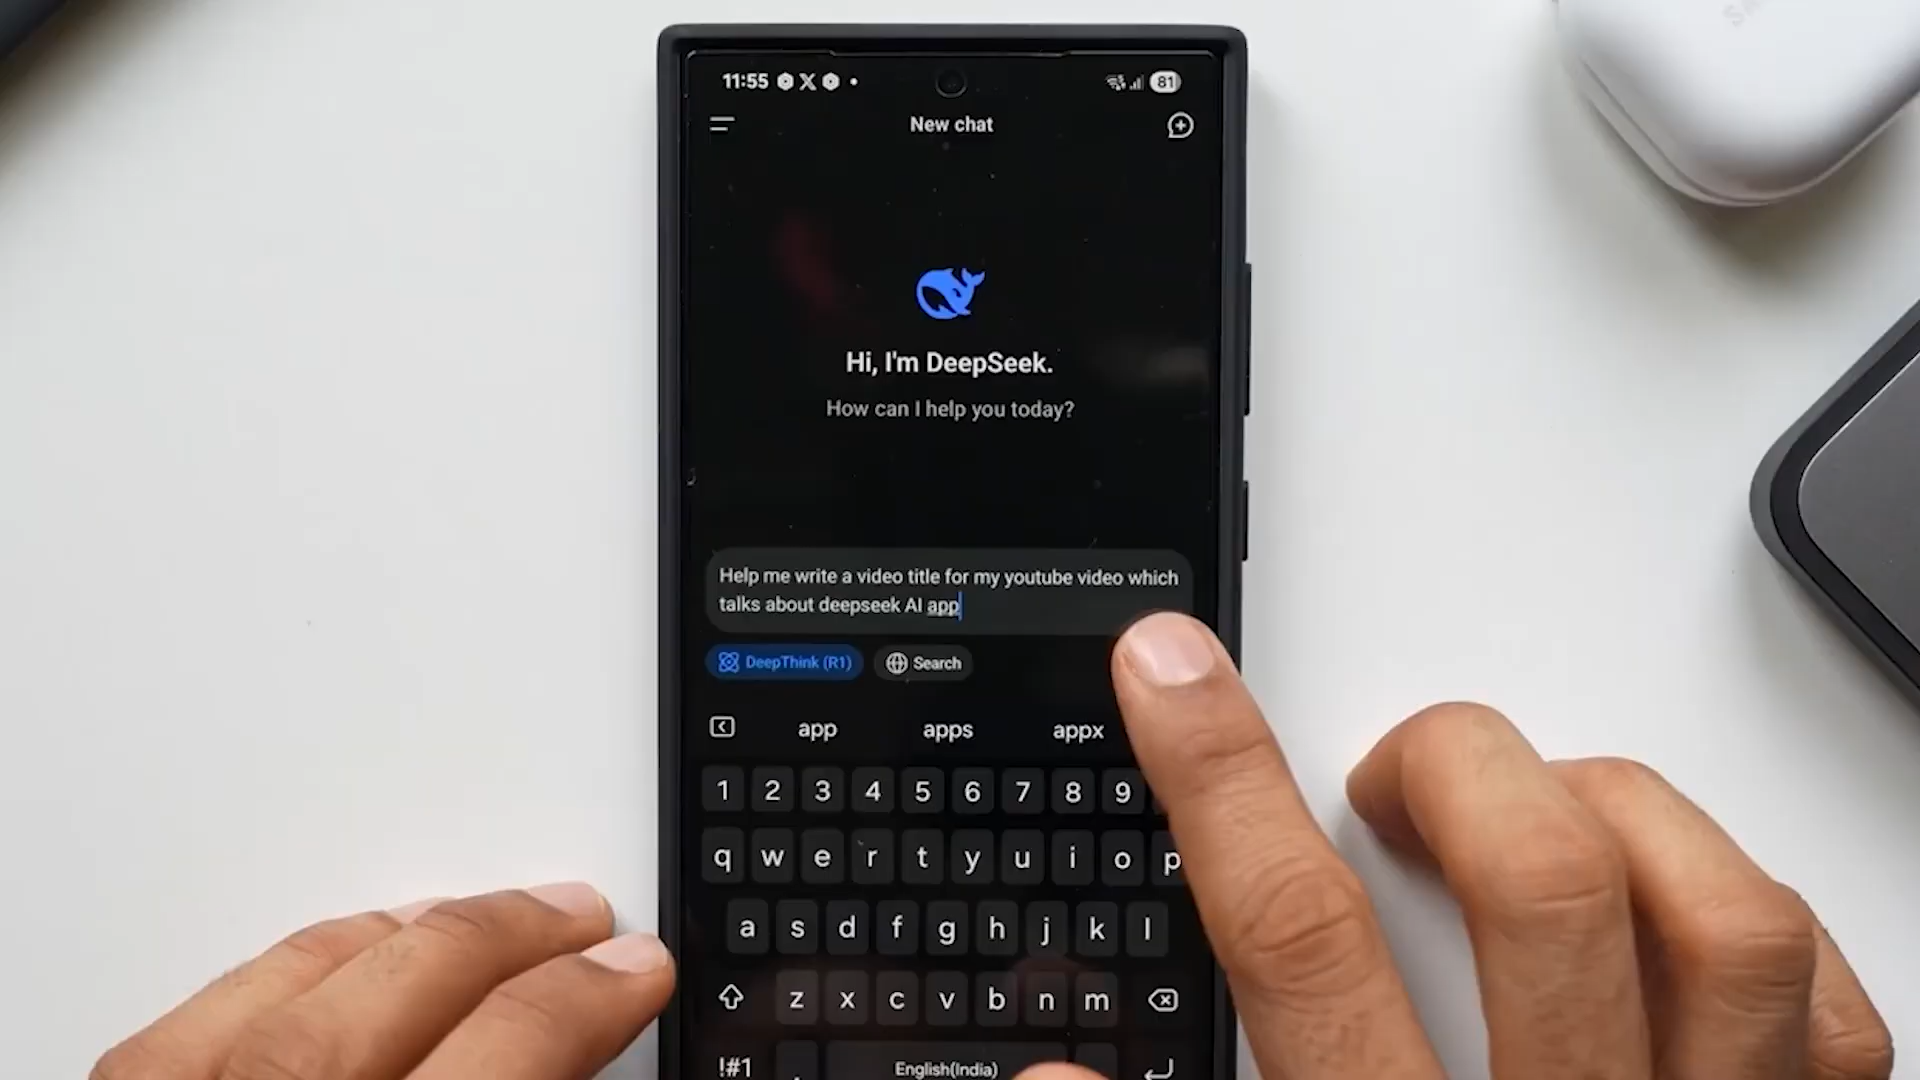 11:55
81
New chat
Hi, I'm DeepSeek.
How can I help you today?
Help me write a video title for my youtube video which
talks about deepseek AI app
DeepThink (R1)
Search
app apps appx
1 2 3 4 5 6 7 8 9
q w e r t y u i o p
a s d f g h j k l
z x c v b n m
!#1 , English(India)